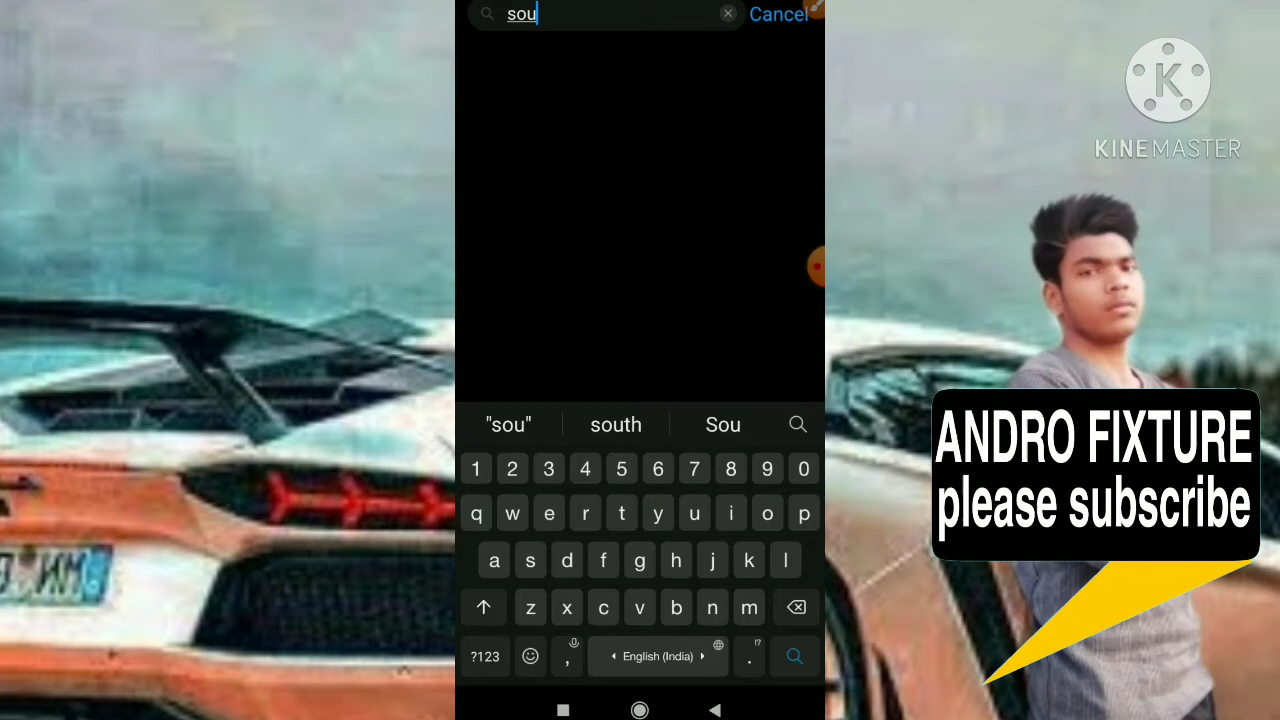 sou
Cancel
KINEMASTER
K
ANDRO FIXTURE
please subscribe
"sou" south Sou
1 2 3 4 5 6 7 8 9 0
q w e r t y u i o p
a s d f g h j k l
z x c v b n m
?123 , English (India) . !?